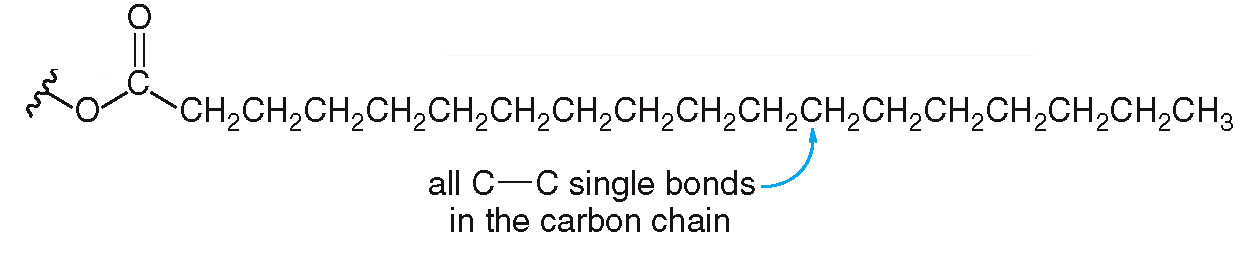 O
C
O
CH₂CH₂CH₂CH₂CH₂CH₂CH₂CH₂CH₂CH₂CH₂CH₂CH₂CH₂CH₂CH₂CH₃
all C—C single bonds
in the carbon chain